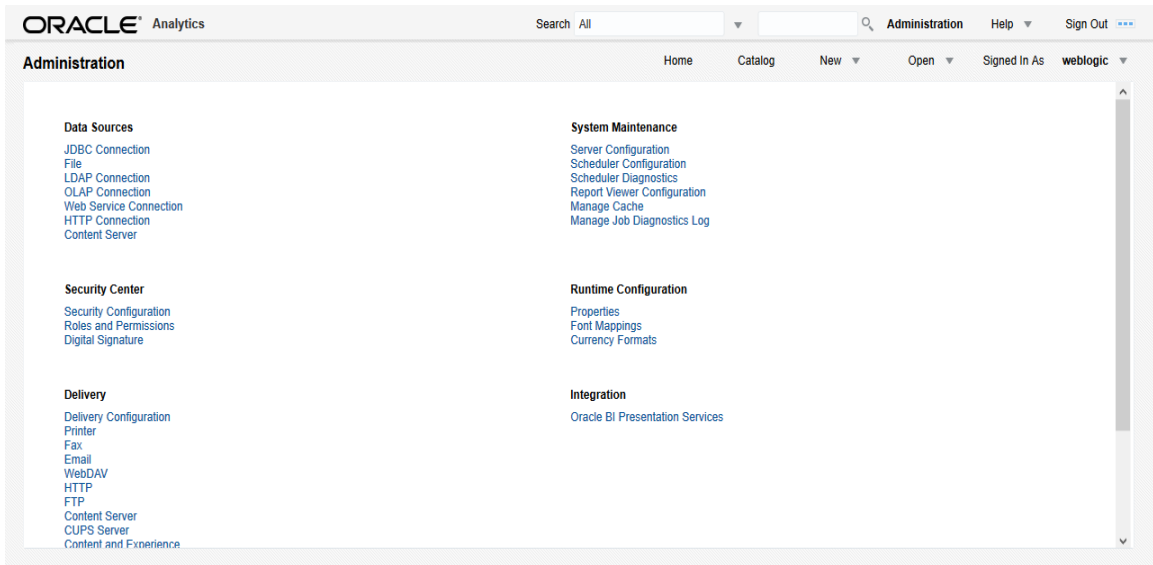 ORACLE Analytics Search All Administration Help Sign Out
Administration Home Catalog New Open Signed In As weblogic
Data Sources
JDBC Connection
File
LDAP Connection
OLAP Connection
Web Service Connection
HTTP Connection
Content Server
System Maintenance
Server Configuration
Scheduler Configuration
Scheduler Diagnostics
Report Viewer Configuration
Manage Cache
Manage Job Diagnostics Log
Security Center
Security Configuration
Roles and Permissions
Digital Signature
Runtime Configuration
Properties
Font Mappings
Currency Formats
Delivery
Delivery Configuration
Printer
Fax
Email
WebDAV
HTTP
FTP
Content Server
CUPS Server
Content and Experience
Integration
Oracle BI Presentation Services